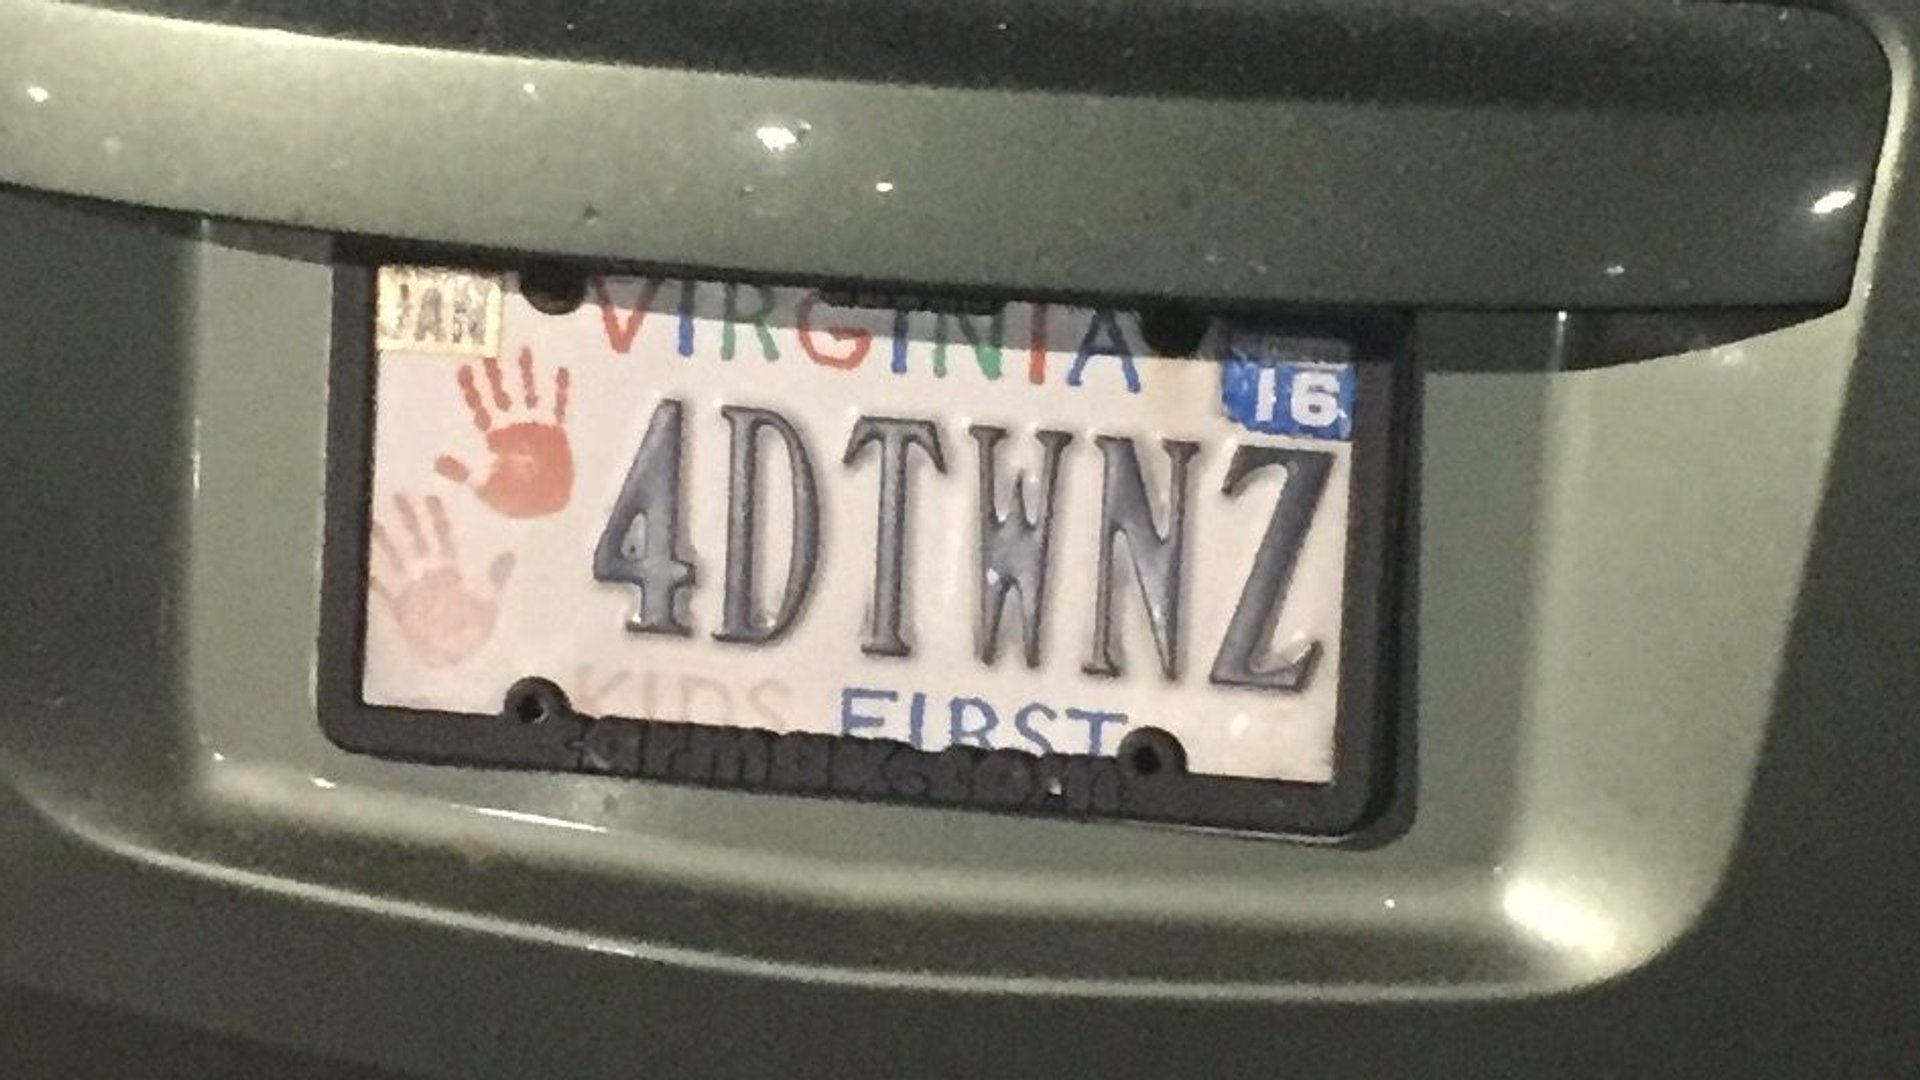 JAN
VIRGINIA
16
4DTWNZ
KIDS FIRST